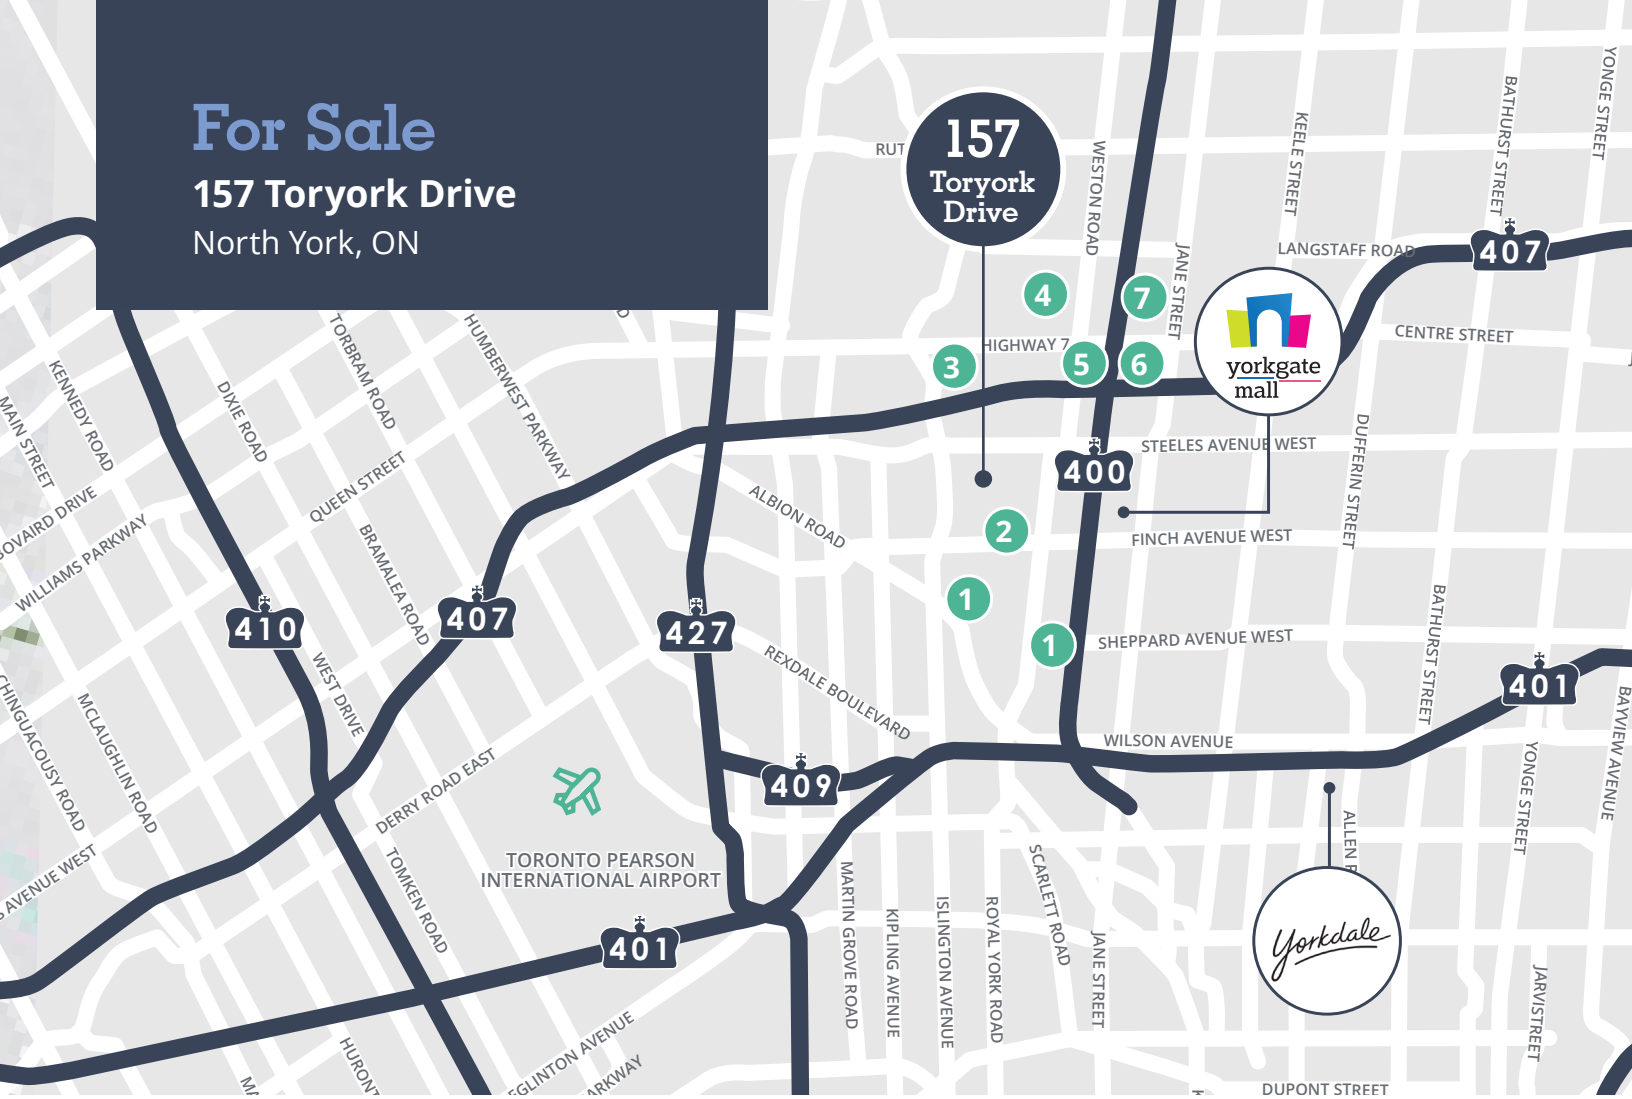 For Sale
157 Toryork Drive
North York, ON
157
Toryork
Drive
WESTON ROAD
JANE STREET
KEELE STREET
BATHURST STREET
YONGE STREET
LANGSTAFF ROAD
407
CENTRE STREET
yorkgate
mall
4
7
HIGHWAY 7
3
5
6
STEELES AVENUE WEST
400
DUFFERIN STREET
2
FINCH AVENUE WEST
1
1
SHEPPARD AVENUE WEST
BATHURST STREET
401
BAYVIEW AVENUE
WILSON AVENUE
YONGE STREET
ALLEN
Yorkdale
JARVIS STREET
DUPONT STREET
MAIN STREET
KENNEDY ROAD
DIXIE ROAD
TORBRAM ROAD
HUMBERWEST PARKWAY
BOVAIRD DRIVE
WILLIAMS PARKWAY
QUEEN STREET
BRAMALEA ROAD
ALBION ROAD
410
407
427
WEST DRIVE
REXDALE BOULEVARD
CHINGUACOUSY ROAD
MCLAUGHLIN ROAD
DERRY ROAD EAST
409
TORONTO PEARSON
INTERNATIONAL AIRPORT
AVENUE WEST
TOMKEN ROAD
401
MARTIN GROVE ROAD
KIPLING AVENUE
ISLINGTON AVENUE
ROYAL YORK ROAD
SCARLETT ROAD
JANE STREET
EGLINTON AVENUE